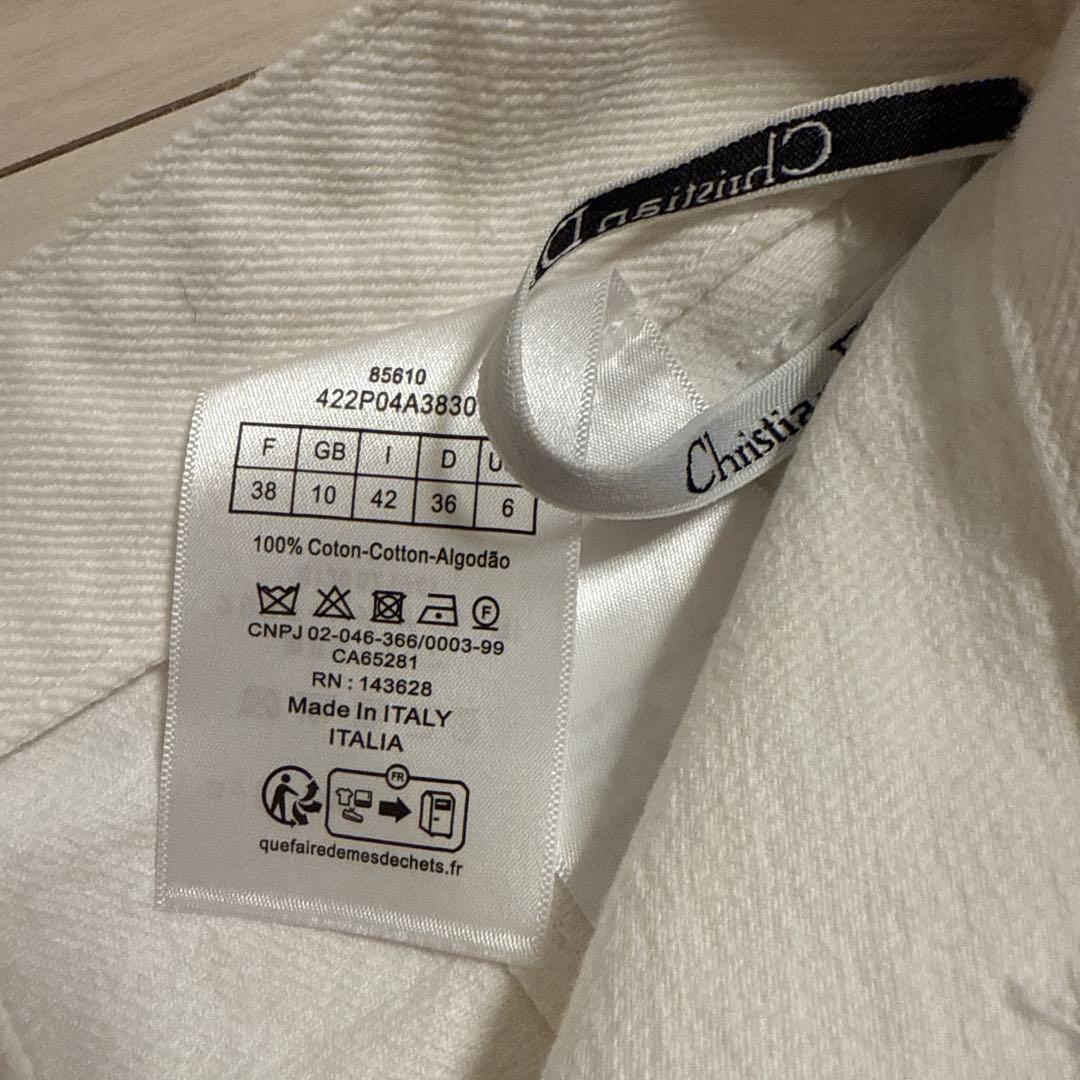 Christian D
Christia
85610
422P04A3830
F GB I D U
38 10 42 36 6
100% Coton-Cotton-Algodão
F
CNPJ 02-046-366/0003-99
CA65281
RN : 143628
Made In ITALY
ITALIA
FR
quefairedemesdechets.fr